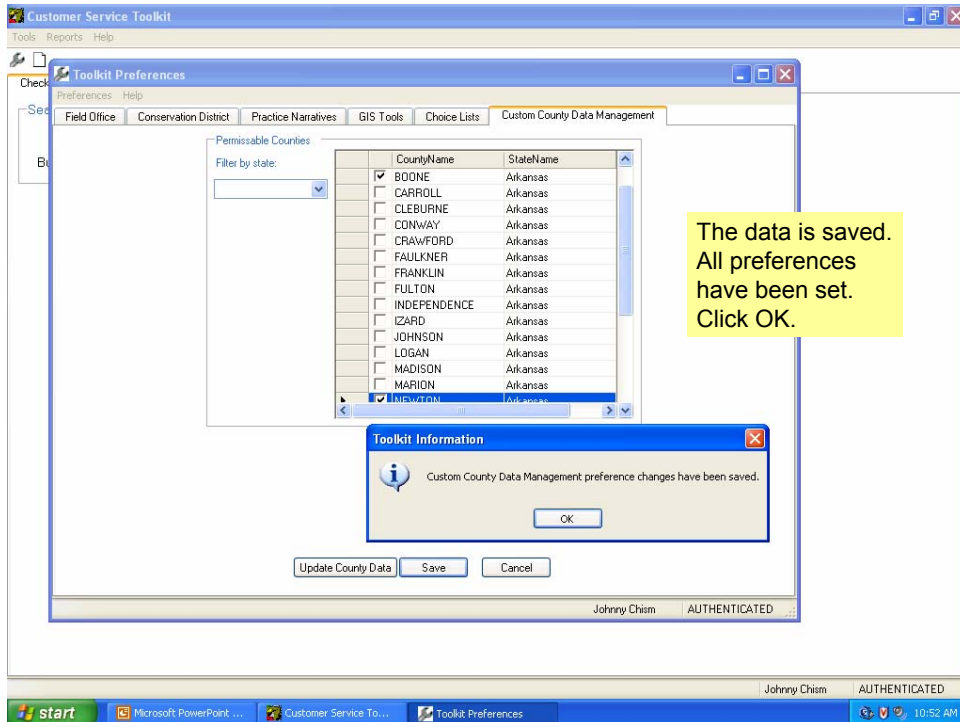 Customer Service Toolkit
Tools Reports Help
Toolkit Preferences
Check
Preferences Help
Field Office Conservation District Practice Narratives GIS Tools Choice Lists Custom County Data Management
Permissable Counties
Filter by state:
CountyName StateName
BOONE Arkansas
CARROLL Arkansas
CLEBURNE Arkansas
CONWAY Arkansas
CRAWFORD Arkansas
FAULKNER Arkansas
FRANKLIN Arkansas
FULTON Arkansas
INDEPENDENCE Arkansas
IZARD Arkansas
JOHNSON Arkansas
LOGAN Arkansas
MADISON Arkansas
MARION Arkansas
NEWTON Arkansas
The data is saved.
All preferences
have been set.
Click OK.
Toolkit Information
Custom County Data Management preference changes have been saved.
OK
Update County Data Save Cancel
Johnny Chism AUTHENTICATED
Johnny Chism AUTHENTICATED
start Microsoft PowerPoint ... Customer Service To... Toolkit Preferences 10:52 AM